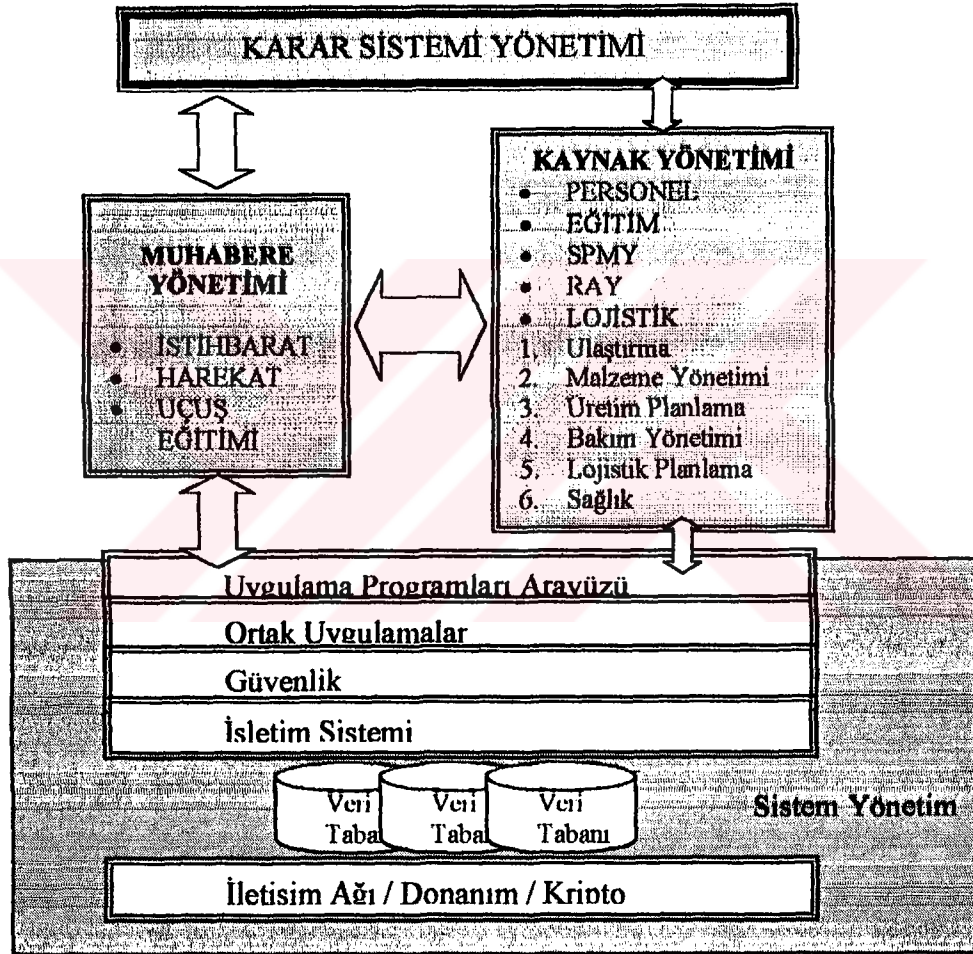 KARAR SİSTEMİ YÖNETİMİ
MUHABERE
YÖNETİMİ
• İSTİHBARAT
• HAREKAT
• UÇUŞ
EĞİTİMİ
KAYNAK YÖNETİMİ
• PERSONEL
• EĞİTİM
• SPMY
• RAY
• LOJİSTİK
1. Ulaştırma
2. Malzeme Yönetimi
3. Üretim Planlama
4. Bakım Yönetimi
5. Lojistik Planlama
6. Sağlık
Uygulama Programları Arayüzü
Ortak Uygulamalar
Güvenlik
İşletim Sistemi
Veri
Taba
Veri
Taba
Veri
Tabanı
Sistem Yönetim
İletişim Ağı / Donanım / Kripto